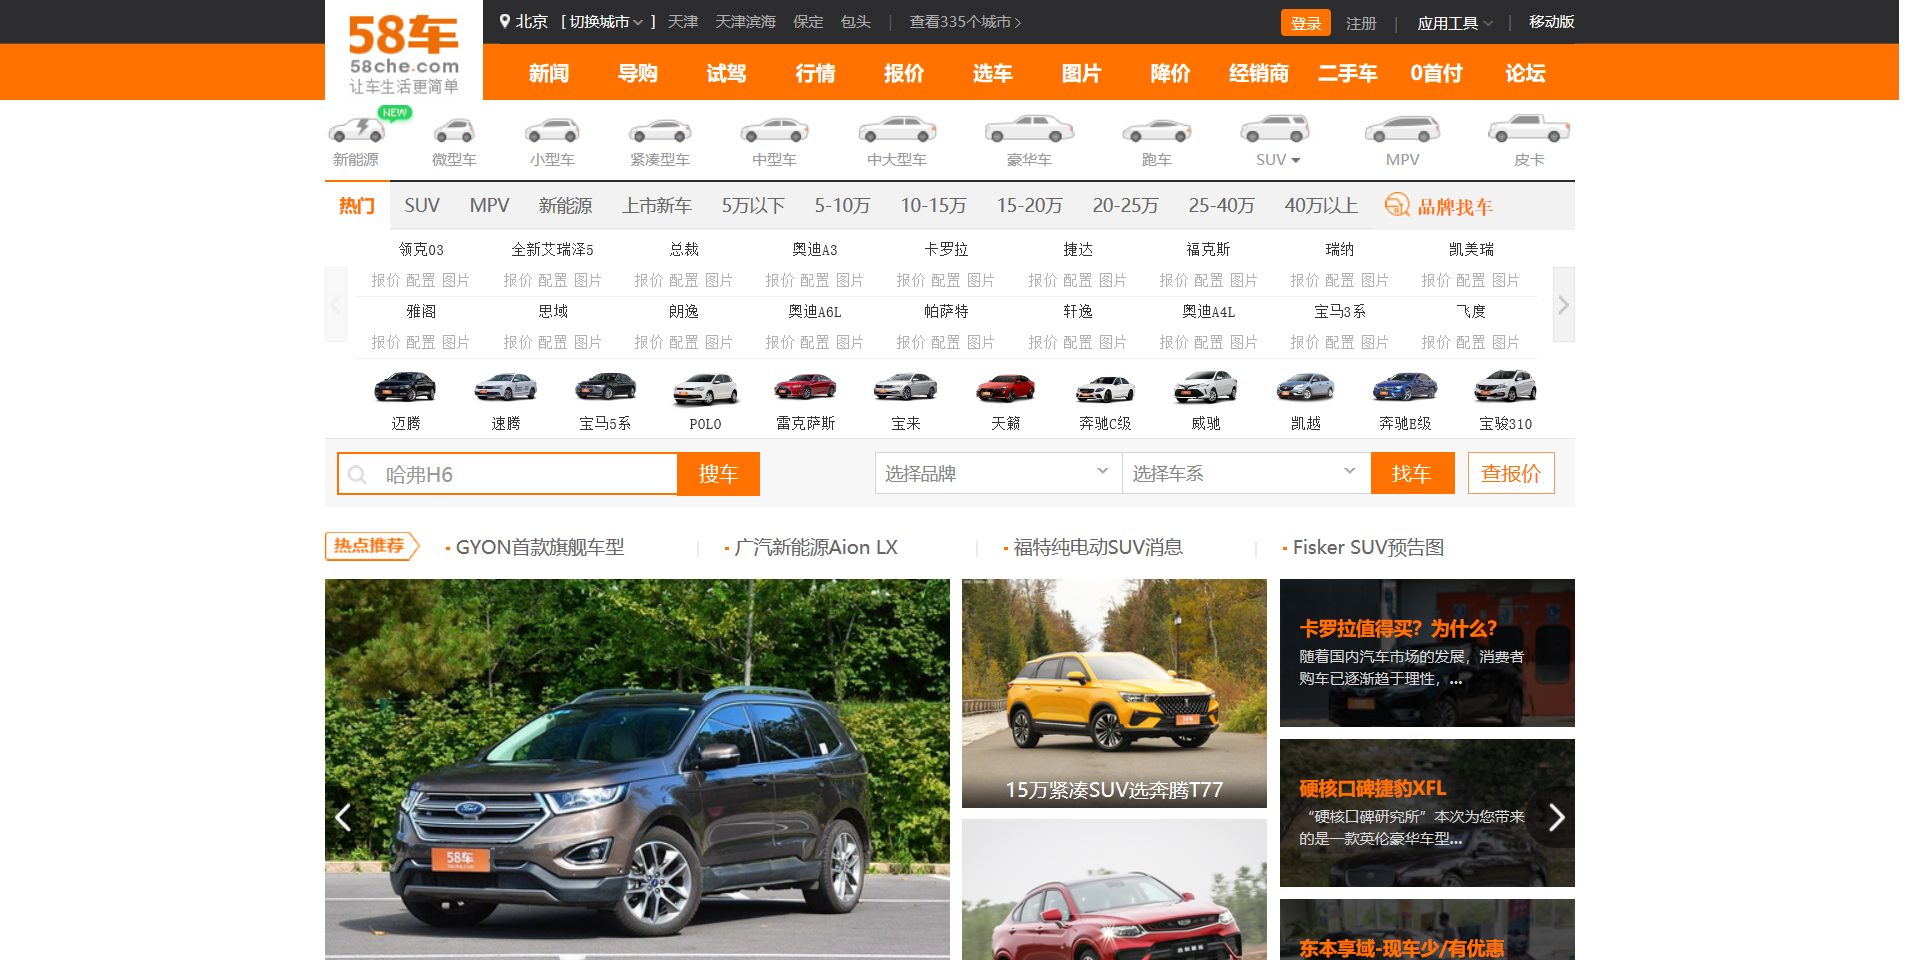 58车
58che.com
让车生活更简单
北京 [ 切换城市 ] 天津 天津滨海 保定 包头 | 查看335个城市
登录 注册 | 应用工具 | 移动版
新闻 导购 试驾 行情 报价 选车 图片 降价 经销商 二手车 0首付 论坛
NEW
新能源 微型车 小型车 紧凑型车 中型车 中大型车 豪华车 跑车 SUV MPV 皮卡
热门 SUV MPV 新能源 上市新车 5万以下 5-10万 10-15万 15-20万 20-25万 25-40万 40万以上 品牌找车
领克03 全新艾瑞泽5 总裁 奥迪A3 卡罗拉 捷达 福克斯 瑞纳 凯美瑞
报价 配置 图片 报价 配置 图片 报价 配置 图片 报价 配置 图片 报价 配置 图片 报价 配置 图片 报价 配置 图片 报价 配置 图片 报价 配置 图片
雅阁 思域 朗逸 奥迪A6L 帕萨特 轩逸 奥迪A4L 宝马3系 飞度
报价 配置 图片 报价 配置 图片 报价 配置 图片 报价 配置 图片 报价 配置 图片 报价 配置 图片 报价 配置 图片 报价 配置 图片 报价 配置 图片
迈腾 速腾 宝马5系 POLO 雷克萨斯 宝来 天籁 奔驰C级 威驰 凯越 奔驰E级 宝骏310
哈弗H6 搜车 选择品牌 选择车系 找车 查报价
热点推荐 GYON首款旗舰车型 广汽新能源Aion LX 福特纯电动SUV消息 Fisker SUV预告图
58车
15万紧凑SUV选奔腾T77
卡罗拉值得买？为什么？
随着国内汽车市场的发展，消费者
购车已逐渐趋于理性，...
硬核口碑捷豹XFL
“硬核口碑研究所”本次为您带来
的是一款英伦豪华车型...
东本享域-现车少/有优惠